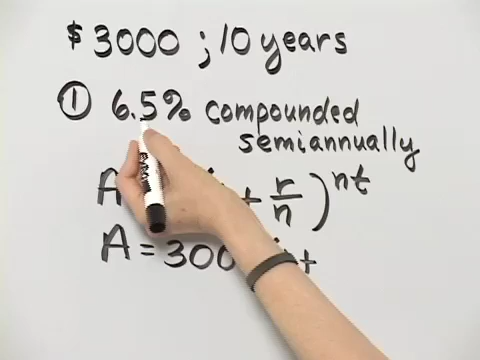 $3000 ; 10 years
① 6.5% compounded
semiannually
A + r/n )^nt
A = 300 +